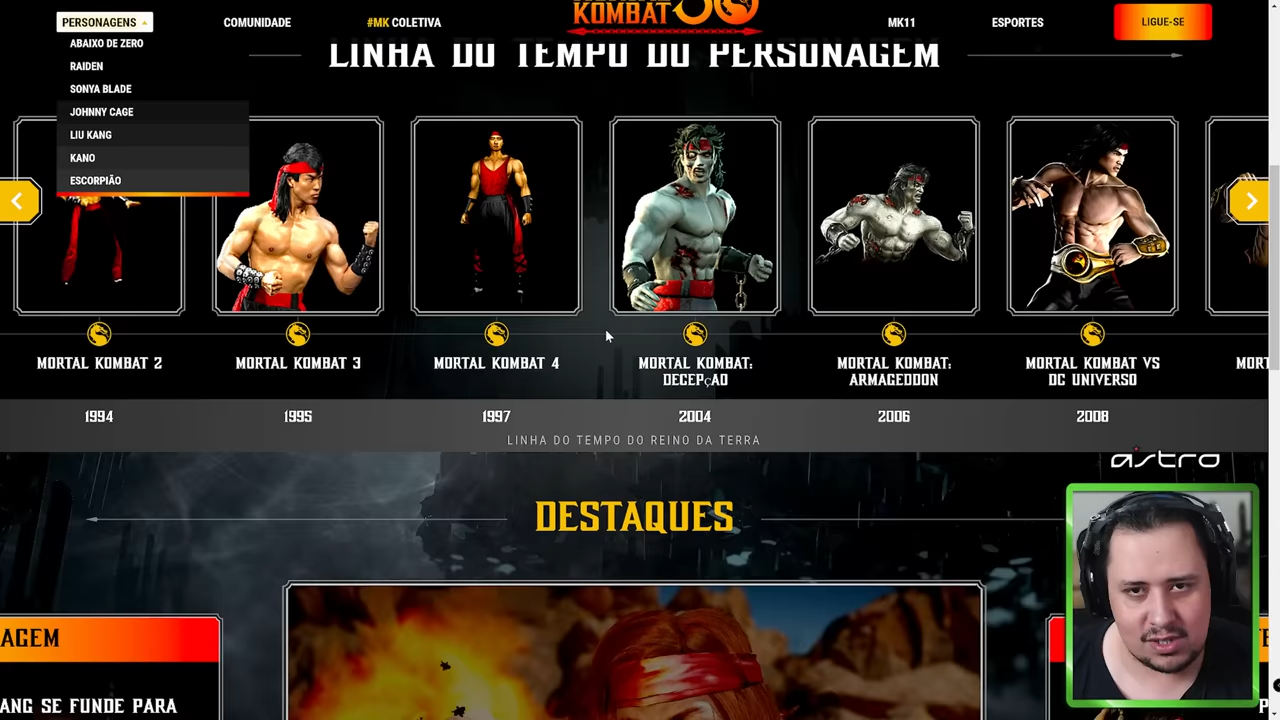 PERSONAGENS
COMUNIDADE
#MK COLETIVA
KOMBAT 30
MK11
ESPORTES
LIGUE-SE
ABAIXO DE ZERO
RAIDEN
SONYA BLADE
JOHNNY CAGE
LIU KANG
KANO
ESCORPIÃO
LINHA DO TEMPO DO PERSONAGEM
MORTAL KOMBAT 2
MORTAL KOMBAT 3
MORTAL KOMBAT 4
MORTAL KOMBAT:
DECEPçAO
MORTAL KOMBAT:
ARMAGEDDON
MORTAL KOMBAT VS
DC UNIVERSO
MORT
1994
1995
1997
2004
2006
2008
LINHA DO TEMPO DO REINO DA TERRA
astro
DESTAQUES
AGEM
ANG SE FUNDE PARA